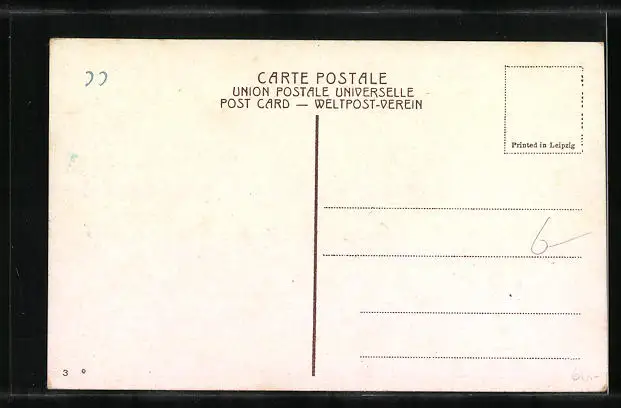 CARTE POSTALE
UNION POSTALE UNIVERSELLE
POST CARD — WELTPOST-VEREIN
Printed in Leipzig
6-
3 o